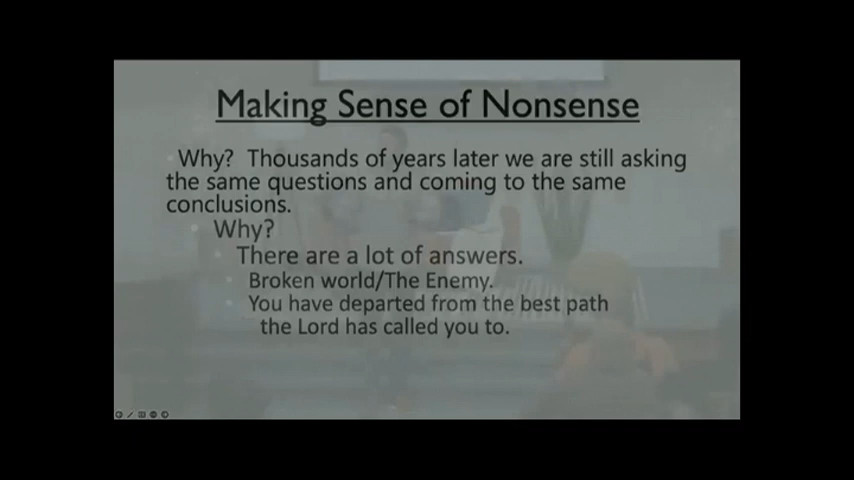 Making Sense of Nonsense
Why? Thousands of years later we are still asking
the same questions and coming to the same
conclusions.
Why?
There are a lot of answers.
Broken world/The Enemy.
You have departed from the best path
the Lord has called you to.